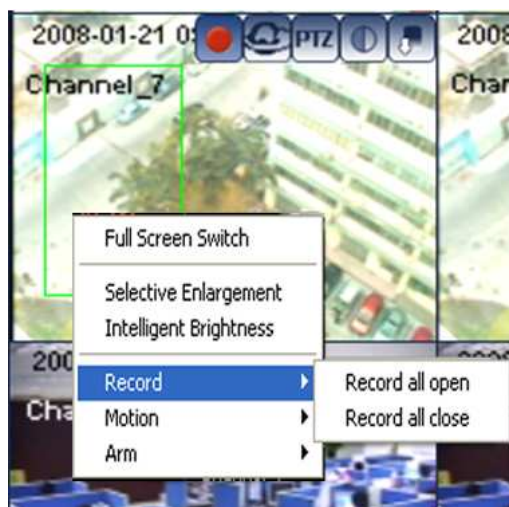 2008-01-21 0
PTZ
2008
Channel_7
Char
Full Screen Switch
Selective Enlargement
Intelligent Brightness
200
Record
Record all open
Cha
Motion
Record all close
Arm